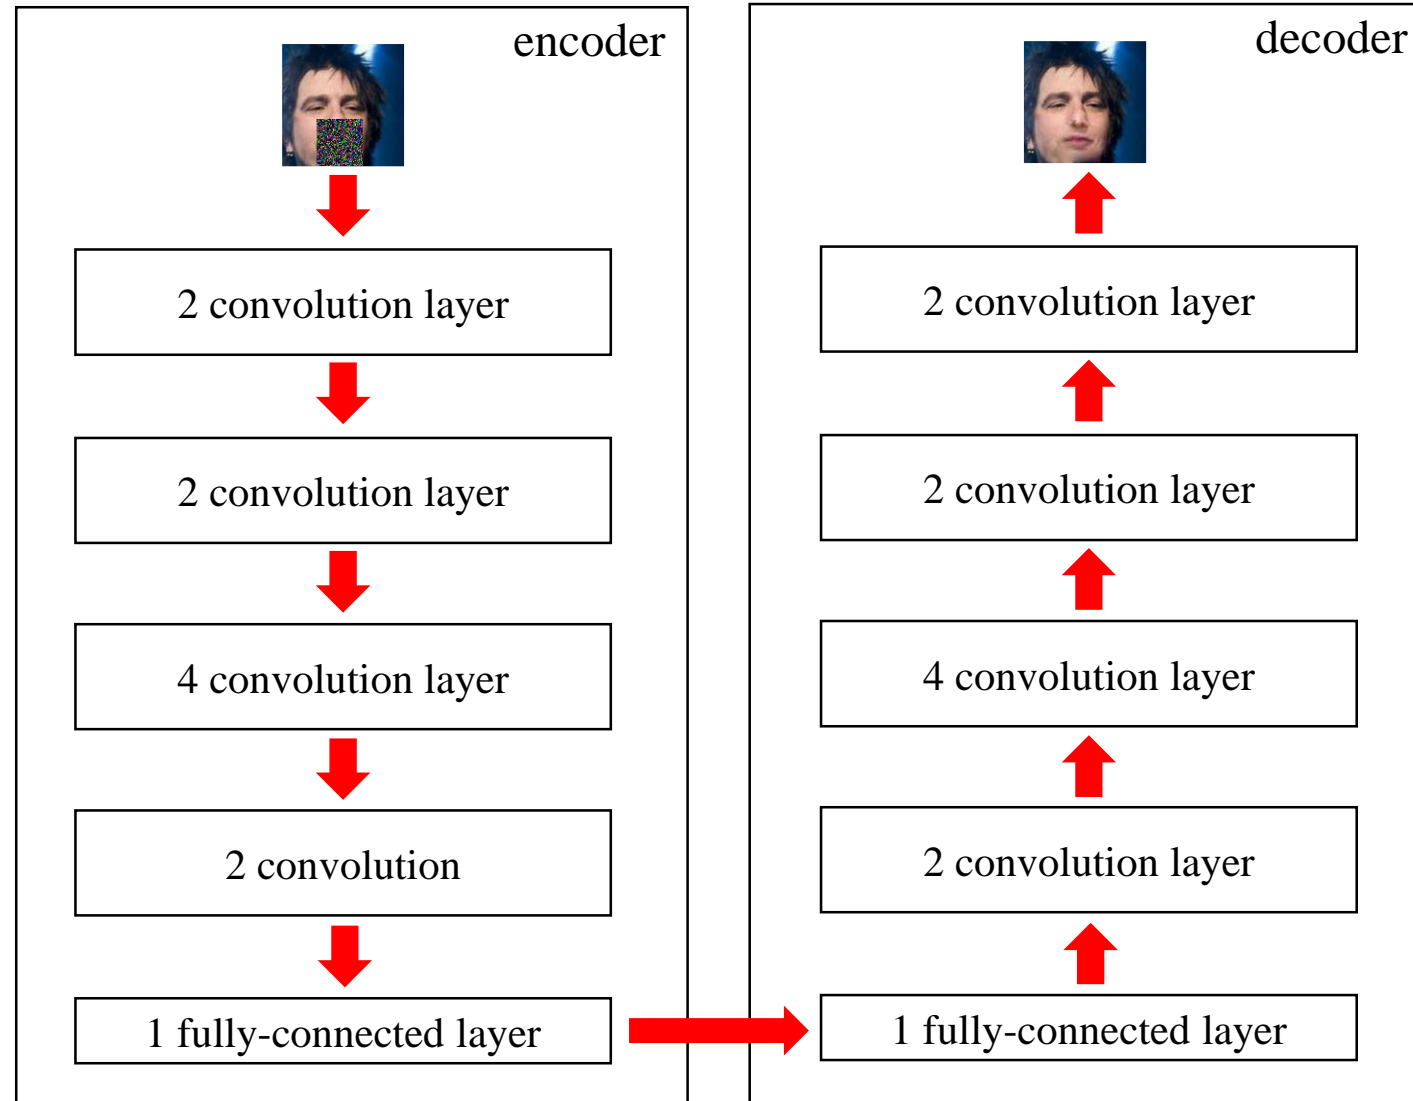 encoder
2 convolution layer
2 convolution layer
4 convolution layer
2 convolution
1 fully-connected layer
decoder
2 convolution layer
2 convolution layer
4 convolution layer
2 convolution layer
1 fully-connected layer